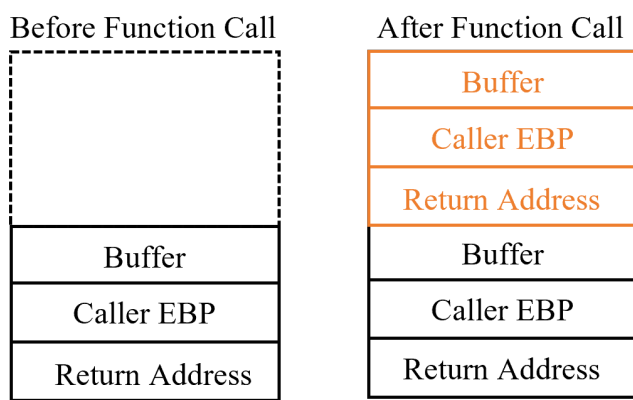 Before Function Call
Buffer
Caller EBP
Return Address
After Function Call
Buffer
Caller EBP
Return Address
Buffer
Caller EBP
Return Address